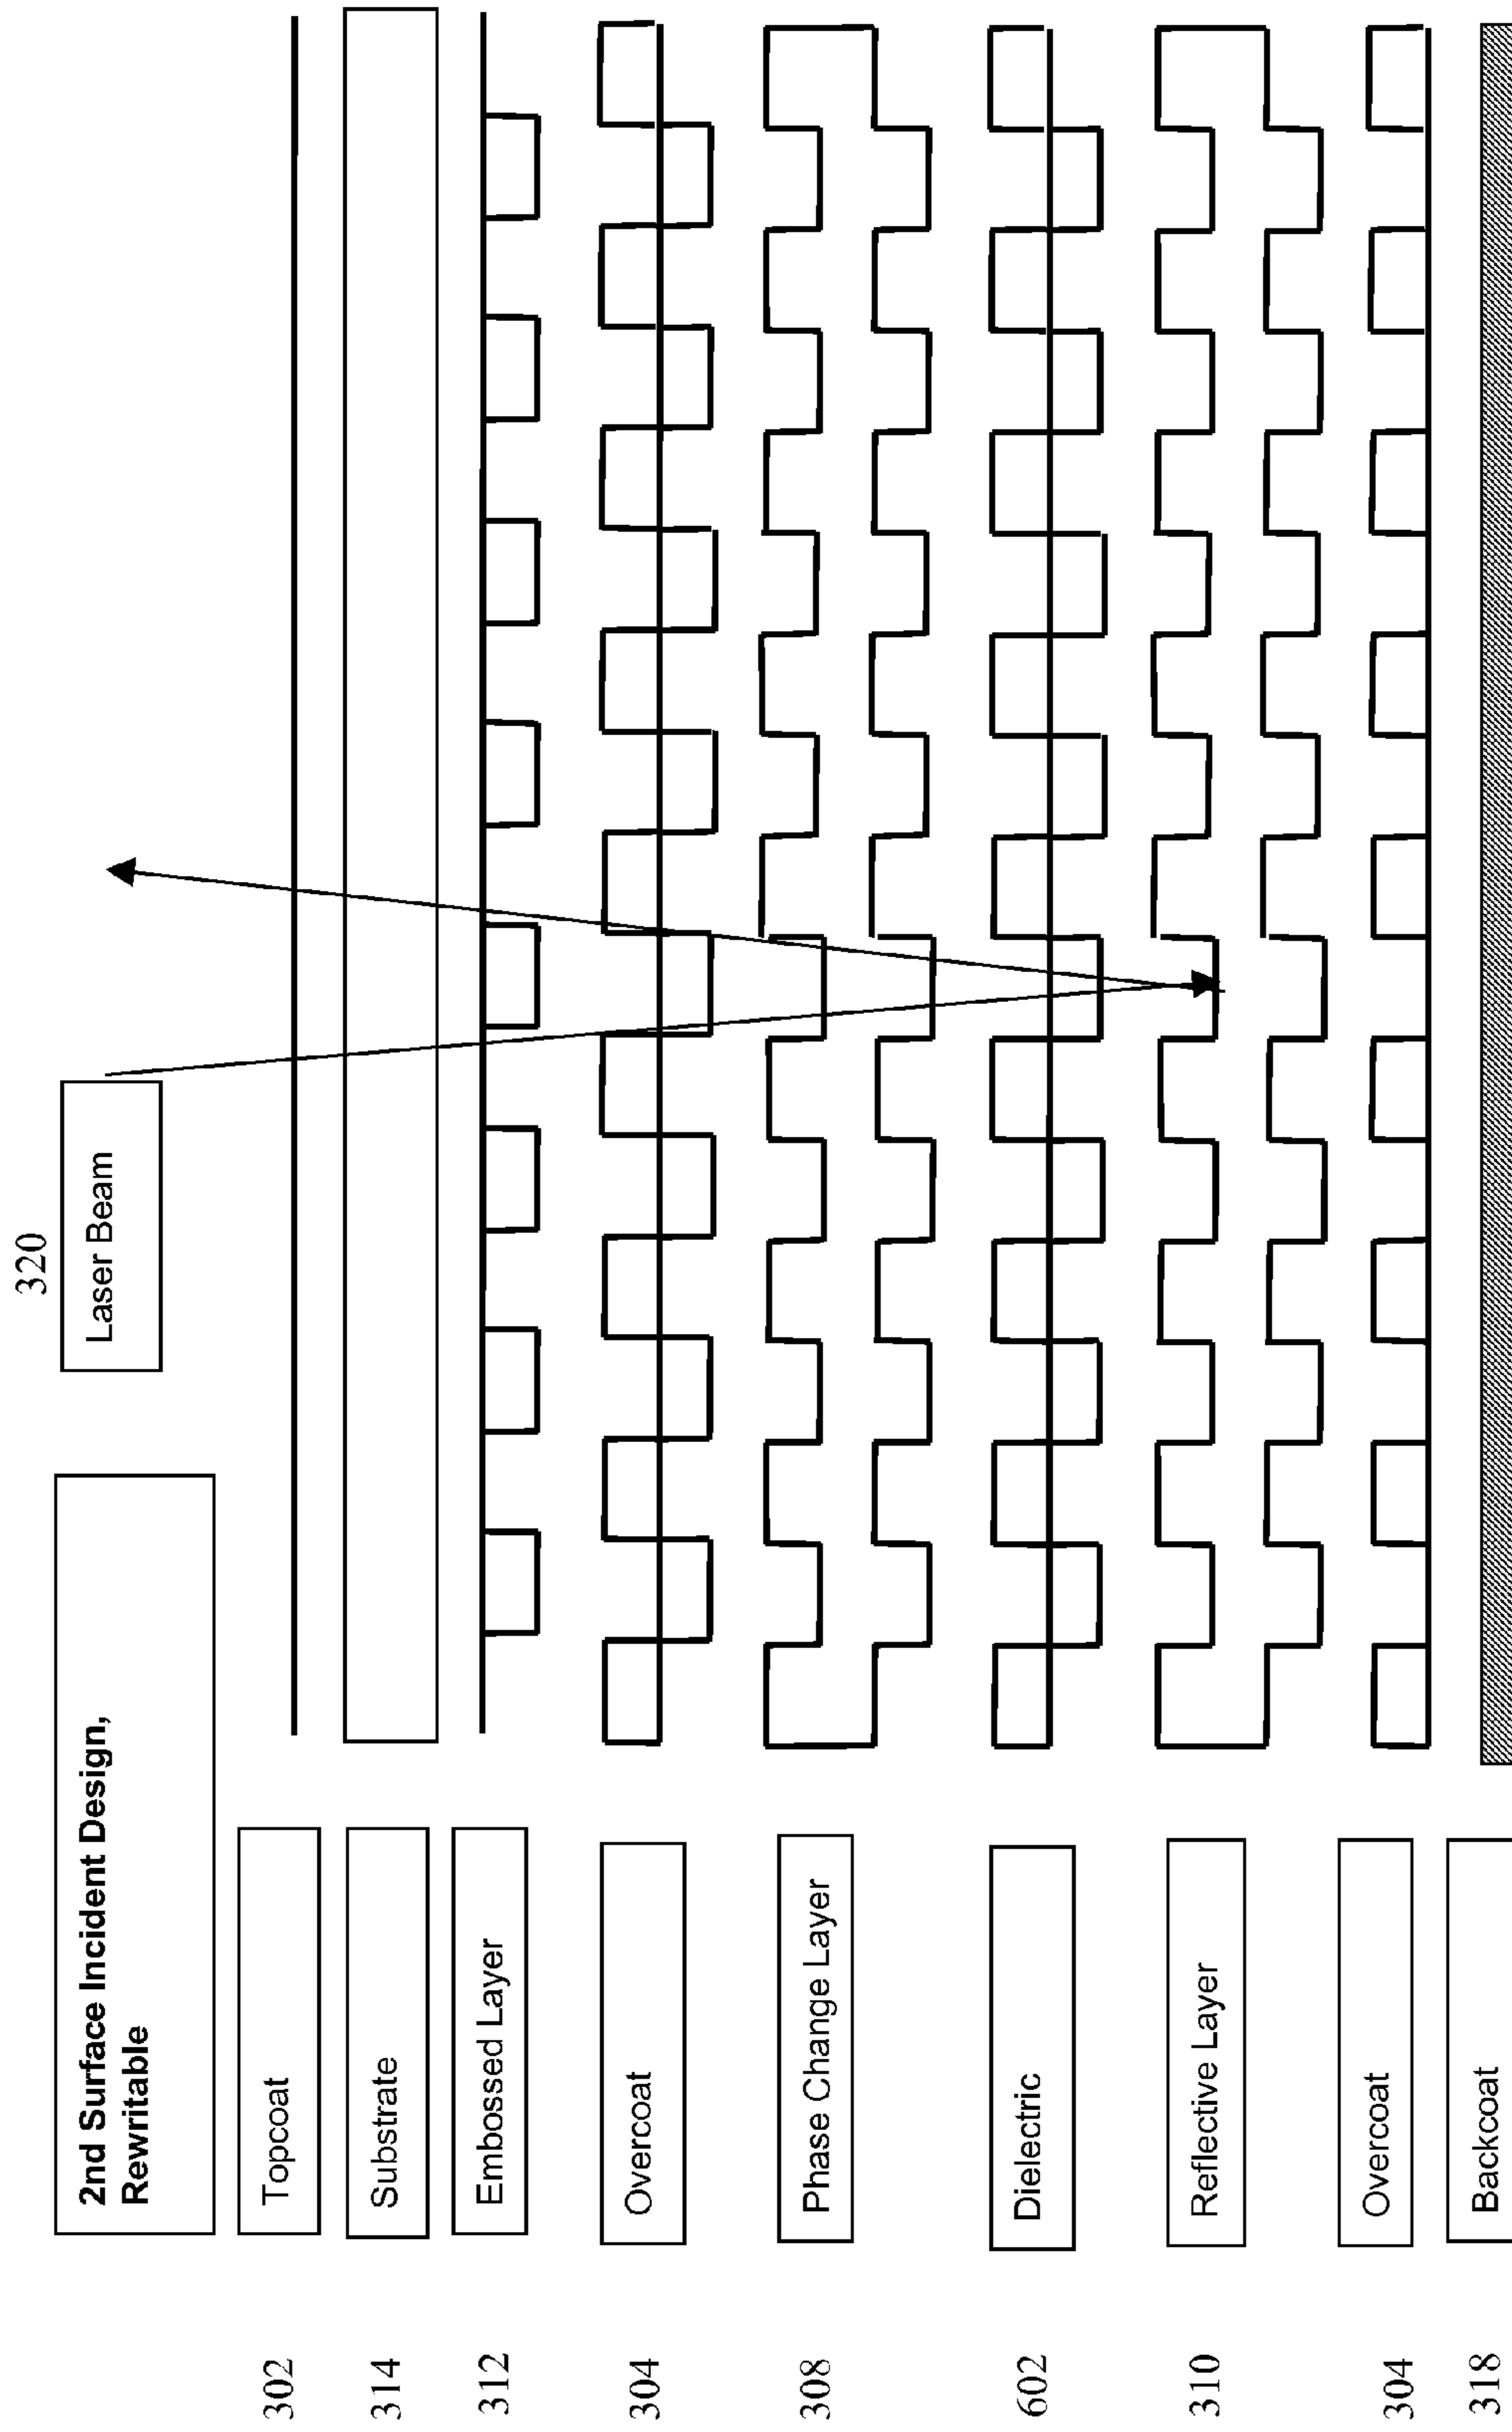 320
Laser Beam
2nd Surface Incident Design,
Rewritable
302 Topcoat
314 Substrate
312 Embossed Layer
304 Overcoat
308 Phase Change Layer
602 Dielectric
310 Reflective Layer
304 Overcoat
318 Backcoat